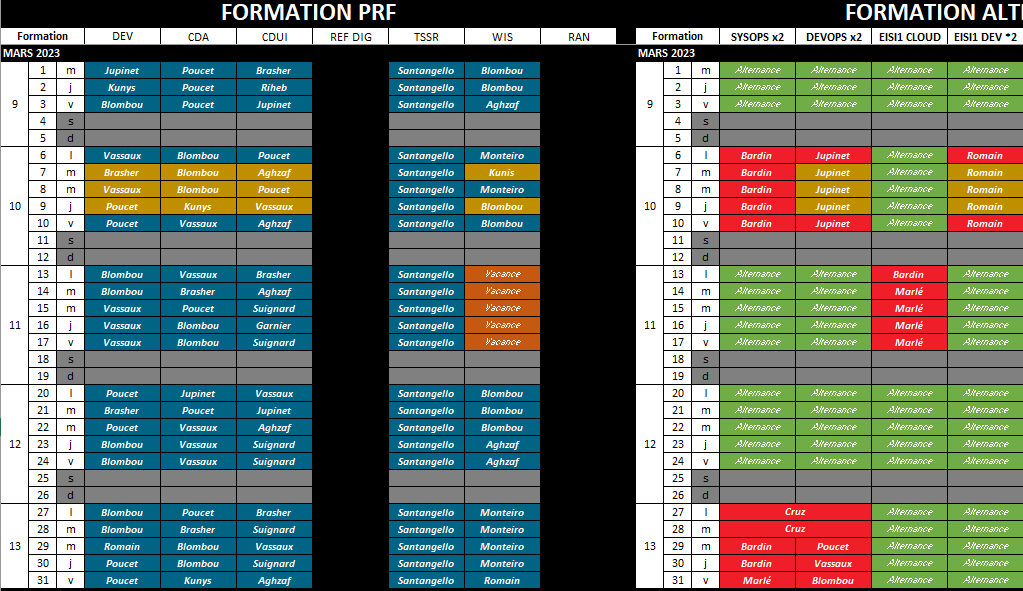 FORMATION PRF FORMATION ALTE
Formation DEV CDA CDUI REF DIG TSSR WIS RAN Formation SYSOPS x2 DEVOPS x2 EISI1 CLOUD EISI1 DEV *2
MARS 2023 MARS 2023
1 m Jupinet Poucet Brasher Santangello Blombou 1 m Alternance Alternance Alternance Alternance
2 j Kunys Poucet Riheb Santangello Blombou 2 j Alternance Alternance Alternance Alternance
9 3 v Blombou Poucet Jupinet Santangello Aghzaf 9 3 v Alternance Alternance Alternance Alternance
4 s 4 s
5 d 5 d
6 l Vassaux Blombou Poucet Santangello Monteiro 6 l Bardin Jupinet Alternance Romain
7 m Brasher Blombou Aghzaf Santangello Kunis 7 m Bardin Jupinet Alternance Romain
8 m Vassaux Blombou Poucet Santangello Monteiro 8 m Bardin Jupinet Alternance Romain
10 9 j Poucet Kunys Vassaux Santangello Blombou 10 9 j Bardin Jupinet Alternance Romain
10 v Poucet Vassaux Aghzaf Santangello Blombou 10 v Bardin Jupinet Alternance Romain
11 s 11 s
12 d 12 d
13 l Blombou Vassaux Brasher Santangello Vacance 13 l Alternance Alternance Bardin Alternance
14 m Blombou Brasher Aghzaf Santangello Vacance 14 m Alternance Alternance Marlé Alternance
15 m Vassaux Poucet Suignard Santangello Vacance 15 m Alternance Alternance Marlé Alternance
11 16 j Vassaux Blombou Garnier Santangello Vacance 11 16 j Alternance Alternance Marlé Alternance
17 v Vassaux Blombou Suignard Santangello Vacance 17 v Alternance Alternance Marlé Alternance
18 s 18 s
19 d 19 d
20 l Poucet Jupinet Vassaux Santangello Blombou 20 l Alternance Alternance Alternance Alternance
21 m Brasher Poucet Jupinet Santangello Blombou 21 m Alternance Alternance Alternance Alternance
22 m Poucet Vassaux Aghzaf Santangello Blombou 22 m Alternance Alternance Alternance Alternance
12 23 j Blombou Vassaux Suignard Santangello Aghzaf 12 23 j Alternance Alternance Alternance Alternance
24 v Blombou Vassaux Suignard Santangello Aghzaf 24 v Alternance Alternance Alternance Alternance
25 s 25 s
26 d 26 d
27 l Blombou Poucet Brasher Santangello Monteiro 27 l Cruz Alternance Alternance
28 m Blombou Brasher Suignard Santangello Monteiro 28 m Cruz Alternance Alternance
13 29 m Romain Blombou Vassaux Santangello Monteiro 13 29 m Bardin Poucet Alternance Alternance
30 j Poucet Blombou Suignard Santangello Monteiro 30 j Bardin Vassaux Alternance Alternance
31 v Poucet Kunys Aghzaf Santangello Romain 31 v Marlé Blombou Alternance Alternance